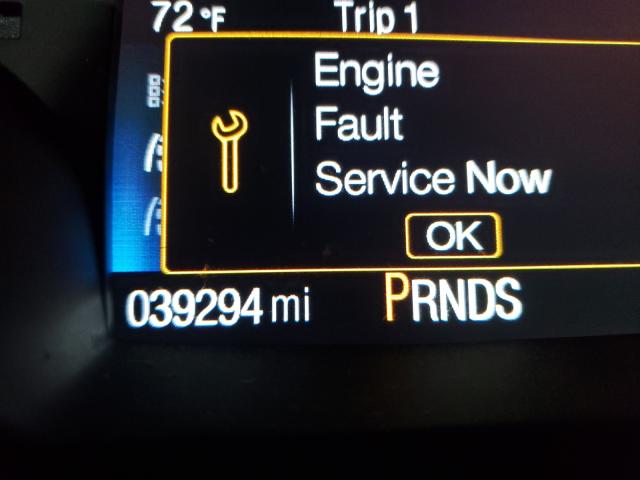 72°F Trip 1
Engine
Fault
Service Now
OK
039294 mi PRNDS